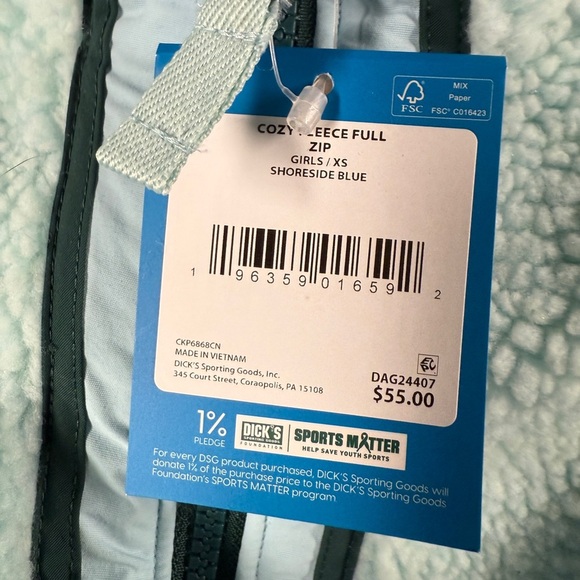 MIX
Paper
FSC
FSC® C016423
COZY FLEECE FULL
ZIP
GIRLS / XS
SHORESIDE BLUE
1 96359 01659 2
CKP6868CN
MADE IN VIETNAM
DICK'S Sporting Goods, Inc.
345 Court Street, Coraopolis, PA 15108
DAG24407
$55.00
1%
PLEDGE
DICK'S
SPORTING GOODS
FOUNDATION
SPORTS MATTER
HELP SAVE YOUTH SPORTS
For every DSG product purchased, DICK'S Sporting Goods will
donate 1% of the purchase price to the DICK'S Sporting Goods
Foundation's SPORTS MATTER program